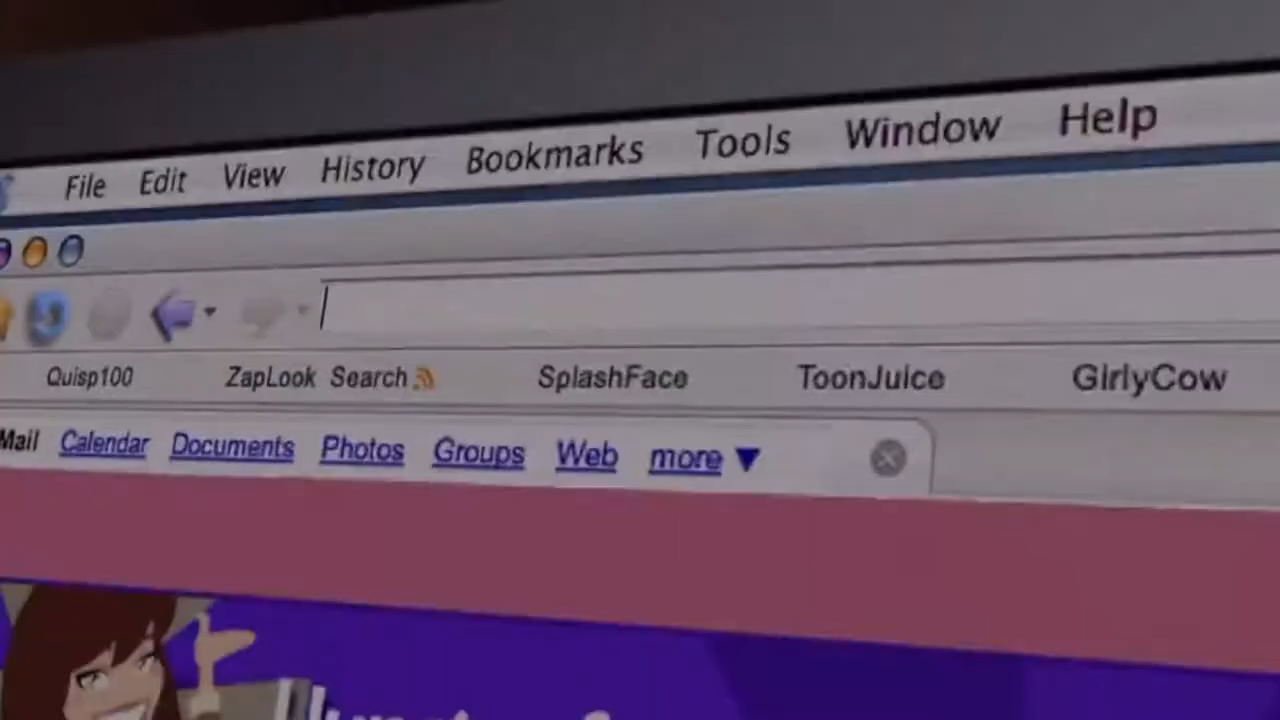 File Edit View History Bookmarks Tools Window Help
Quisp100 ZapLook Search SplashFace ToonJuice GirlyCow
Mail Calendar Documents Photos Groups Web more